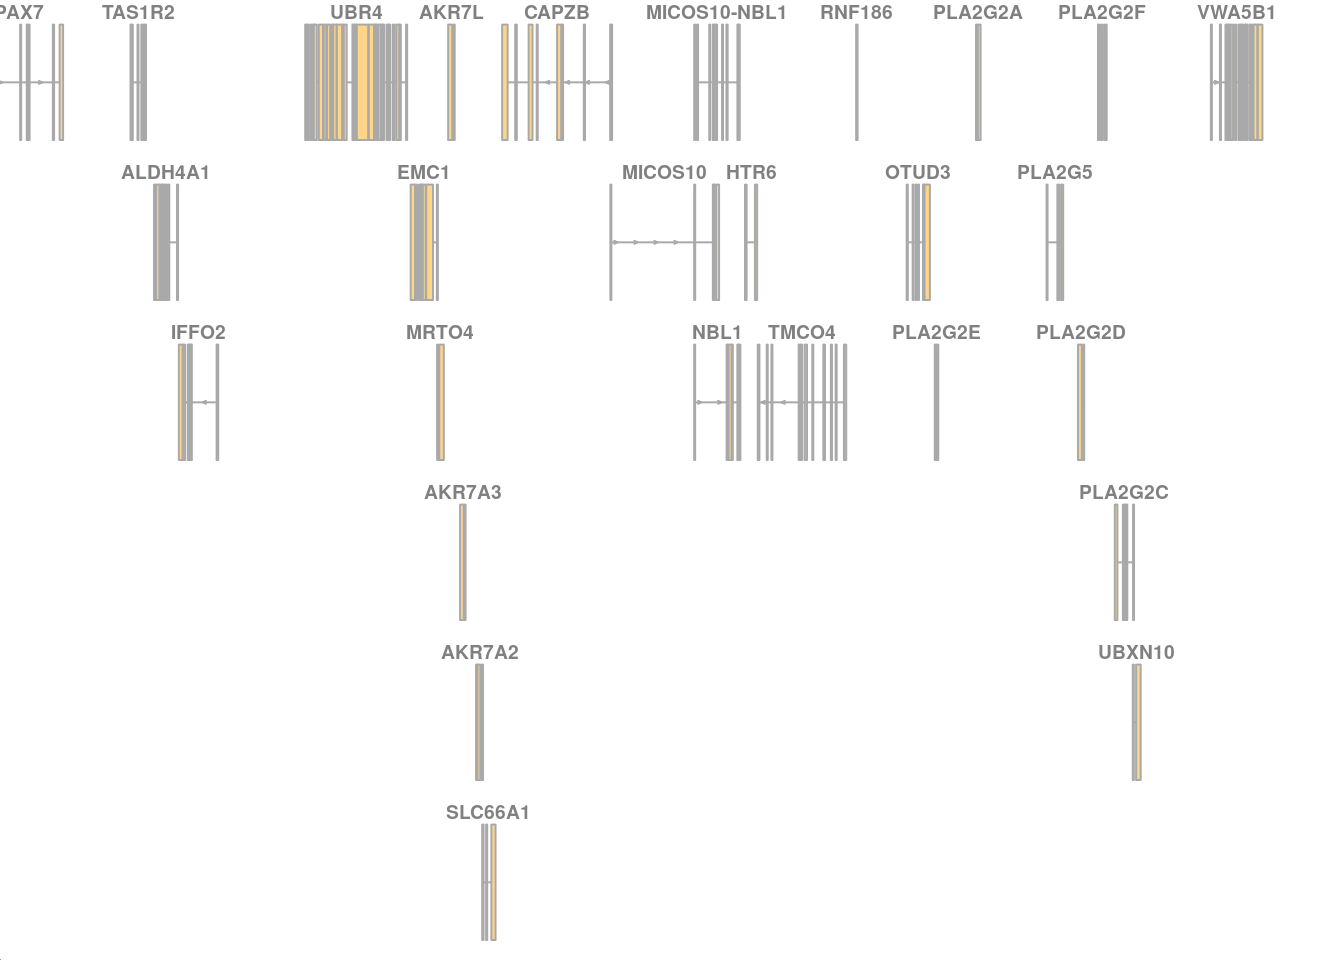 PAX7 TAS1R2 UBR4 AKR7L CAPZB MICOS10-NBL1 RNF186 PLA2G2A PLA2G2F VWA5B1
ALDH4A1 EMC1 MICOS10 HTR6 OTUD3 PLA2G5
IFFO2 MRTO4 NBL1 TMCO4 PLA2G2E PLA2G2D
AKR7A3 PLA2G2C
AKR7A2 UBXN10
SLC66A1